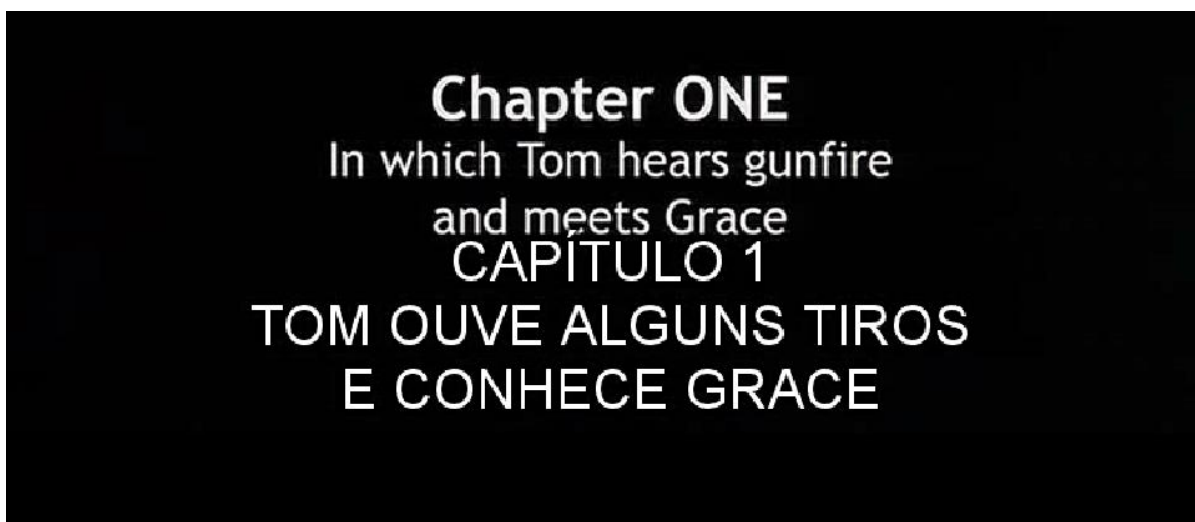 Chapter ONE
In which Tom hears gunfire
and meets Grace
CAPÍTULO 1
TOM OUVE ALGUNS TIROS
E CONHECE GRACE